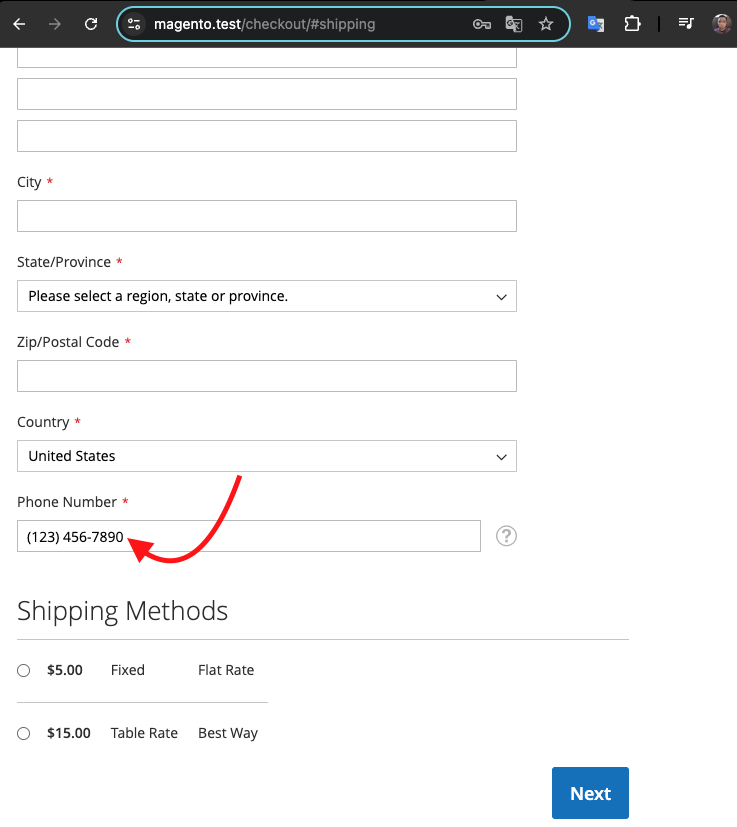 magento.test/checkout/#shipping
City *
State/Province *
Please select a region, state or province.
Zip/Postal Code *
Country *
United States
Phone Number *
(123) 456-7890
?
Shipping Methods
$5.00 Fixed Flat Rate
$15.00 Table Rate Best Way
Next